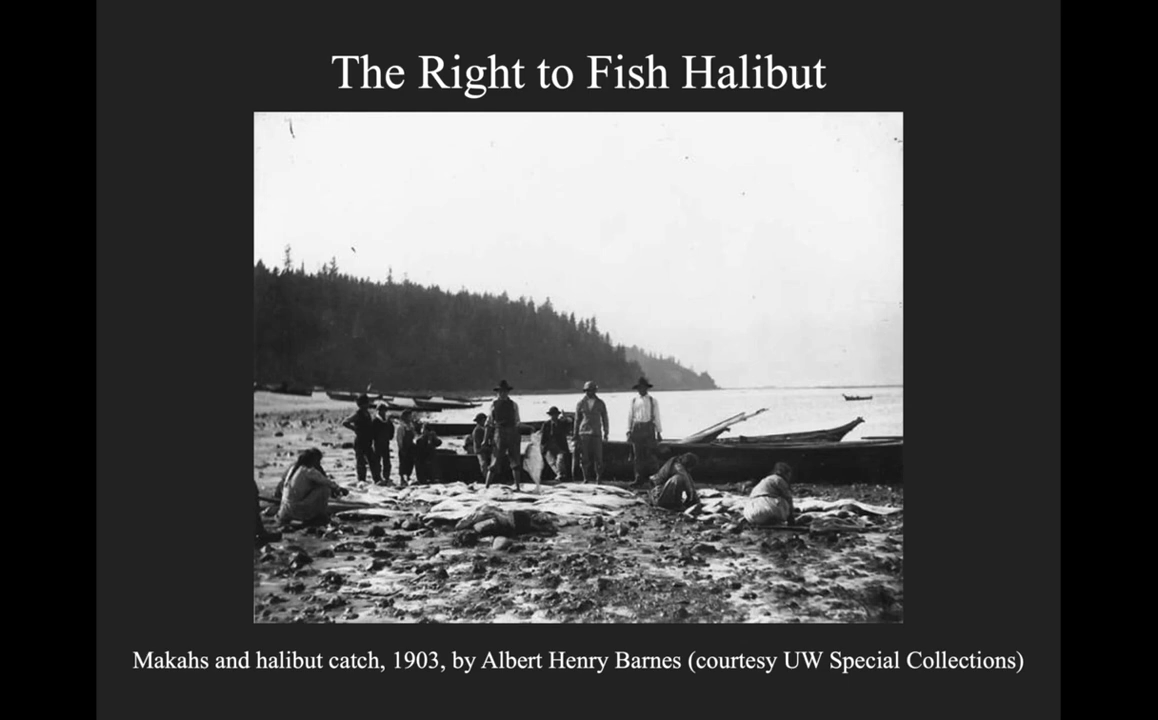 The Right to Fish Halibut
Makahs and halibut catch, 1903, by Albert Henry Barnes (courtesy UW Special Collections)